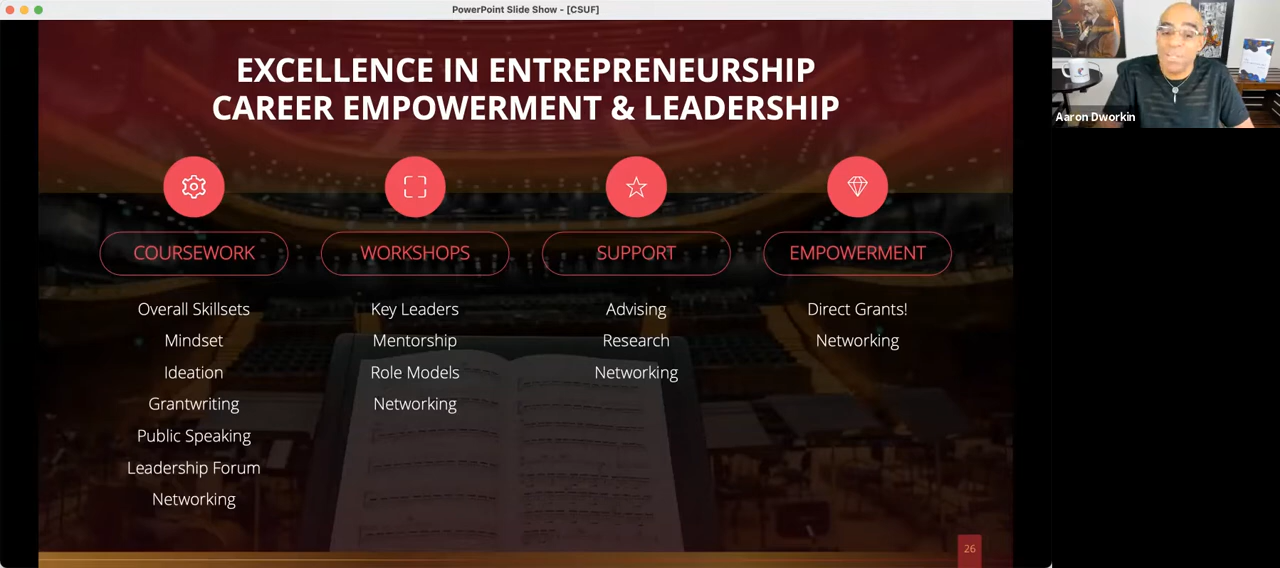 PowerPoint Slide Show - [CSUF]
EXCELLENCE IN ENTREPRENEURSHIP
CAREER EMPOWERMENT & LEADERSHIP
COURSEWORK
Overall Skillsets
Mindset
Ideation
Grantwriting
Public Speaking
Leadership Forum
Networking
WORKSHOPS
Key Leaders
Mentorship
Role Models
Networking
SUPPORT
Advising
Research
Networking
EMPOWERMENT
Direct Grants!
Networking
26
Aaron Dworkin